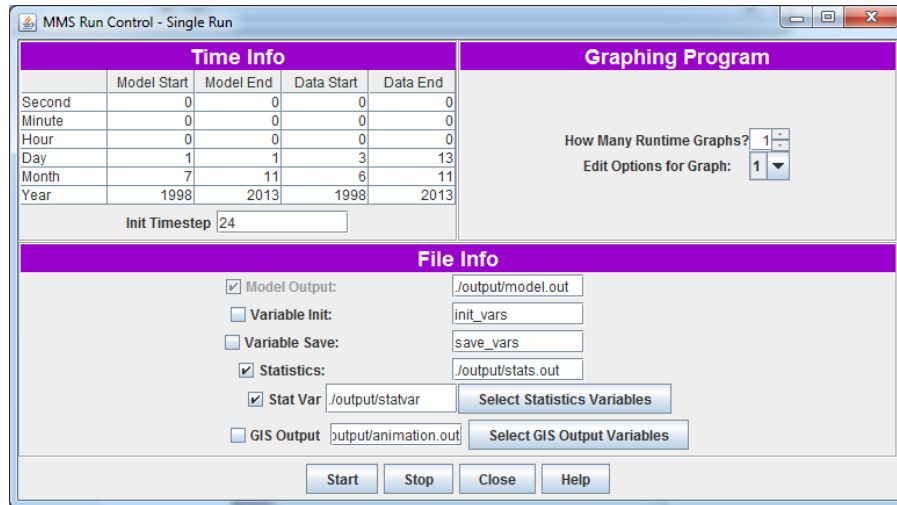 MMS Run Control - Single Run
Time Info
Model Start Model End Data Start Data End
Second 0 0 0 0
Minute 0 0 0 0
Hour 0 0 0 0
Day 1 1 3 13
Month 7 11 6 11
Year 1998 2013 1998 2013
Init Timestep 24
Graphing Program
How Many Runtime Graphs? 1
Edit Options for Graph: 1
File Info
Model Output: ./output/model.out
Variable Init: init_vars
Variable Save: save_vars
Statistics: ./output/stats.out
Stat Var ./output/statvar Select Statistics Variables
GIS Output output/animation.out Select GIS Output Variables
Start Stop Close Help